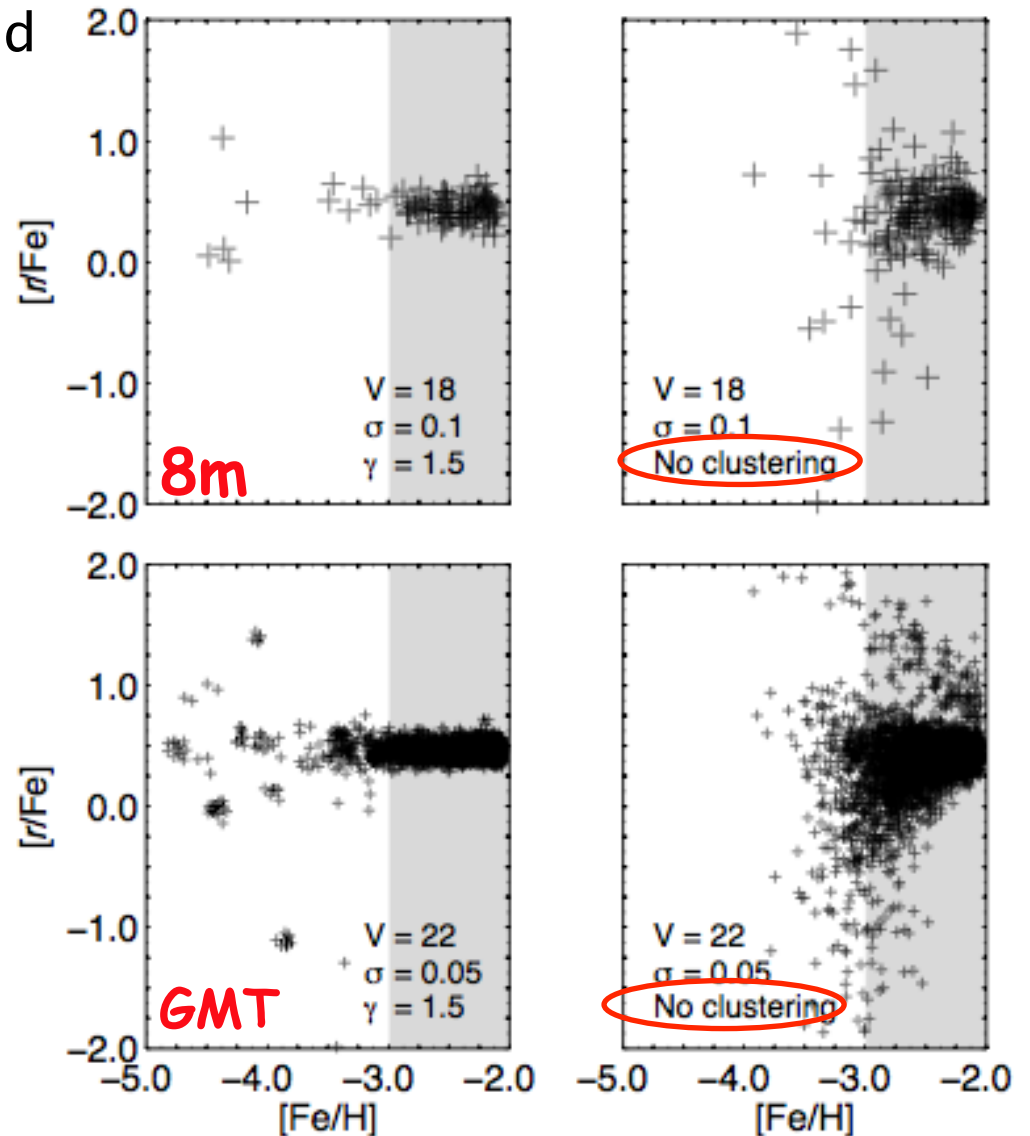 d
2.0
1.0
0.0
−1.0
−2.0
[r/Fe]
V = 18
σ = 0.1
γ = 1.5
8m
V = 18
σ = 0.1
No clustering
2.0
1.0
0.0
−1.0
−2.0
[r/Fe]
V = 22
σ = 0.05
γ = 1.5
GMT
V = 22
σ = 0.05
No clustering
−5.0 −4.0 −3.0 −2.0
[Fe/H]
−5.0 −4.0 −3.0 −2.0
[Fe/H]